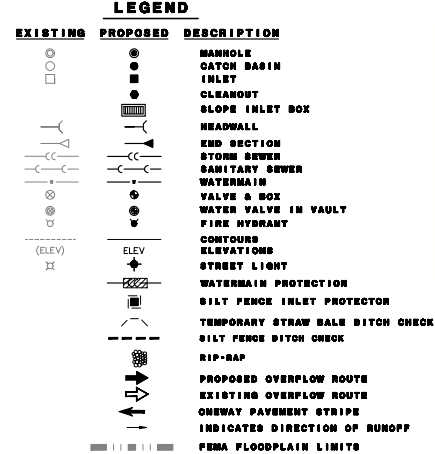 LEGEND
EXISTING PROPOSED DESCRIPTION
MANHOLE
CATCH BASIN
INLET
CLEANOUT
SLOPE INLET BOX
HEADWALL
END SECTION
STORM SEWER
SANITARY SEWER
WATERMAIN
VALVE & BOX
WATER VALVE IN VAULT
FIRE HYDRANT
CONTOURS
(ELEV) ELEV ELEVATIONS
STREET LIGHT
WATERMAIN PROTECTION
SILT FENCE INLET PROTECTOR
TEMPORARY STRAW BALE DITCH CHECK
SILT FENCE DITCH CHECK
RIP-RAP
PROPOSED OVERFLOW ROUTE
EXISTING OVERFLOW ROUTE
ONEWAY PAVEMENT STRIPE
INDICATES DIRECTION OF RUNOFF
FEMA FLOODPLAIN LIMITS